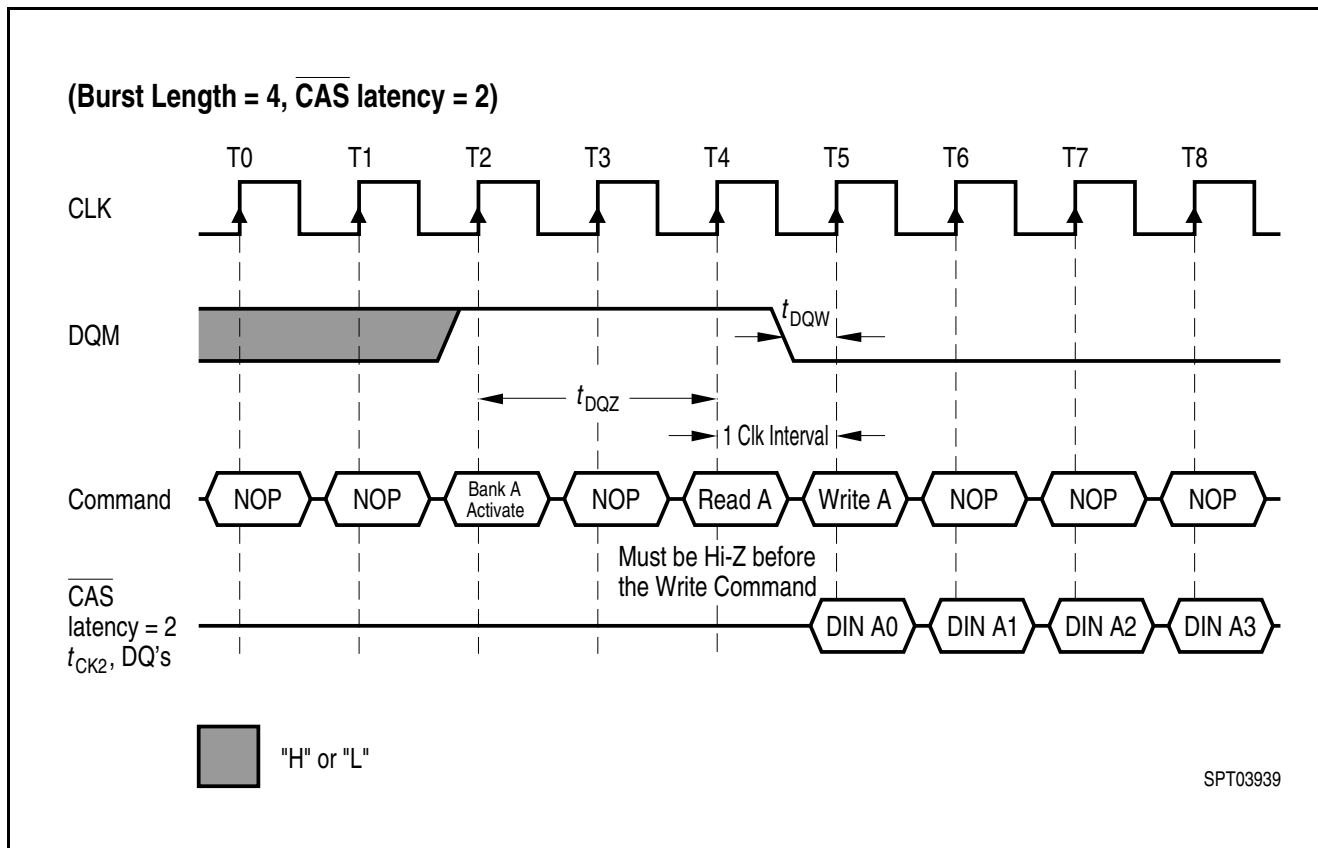 (Burst Length = 4, CAS latency = 2)
T0 T1 T2 T3 T4 T5 T6 T7 T8
CLK
DQM
tDQW
tDQZ
1 Clk Interval
Command
NOP NOP Bank A Activate NOP Read A Write A NOP NOP NOP
Must be Hi-Z before
the Write Command
CAS
latency = 2
tCK2, DQ's
DIN A0 DIN A1 DIN A2 DIN A3
"H" or "L"
SPT03939